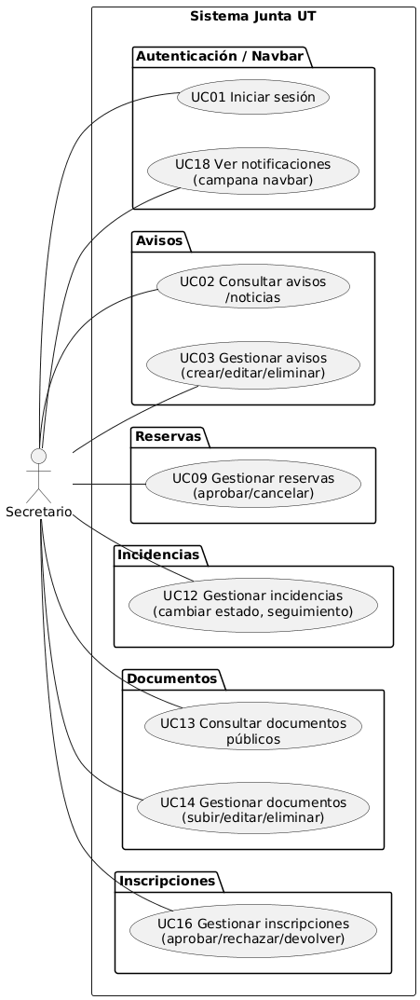 Sistema Junta UT
Autenticación / Navbar
UC01 Iniciar sesión
UC18 Ver notificaciones
(campana navbar)
Avisos
UC02 Consultar avisos
/noticias
UC03 Gestionar avisos
(crear/editar/eliminar)
Reservas
UC09 Gestionar reservas
(aprobar/cancelar)
Secretario
Incidencias
UC12 Gestionar incidencias
(cambiar estado, seguimiento)
Documentos
UC13 Consultar documentos
públicos
UC14 Gestionar documentos
(subir/editar/eliminar)
Inscripciones
UC16 Gestionar inscripciones
(aprobar/rechazar/devolver)